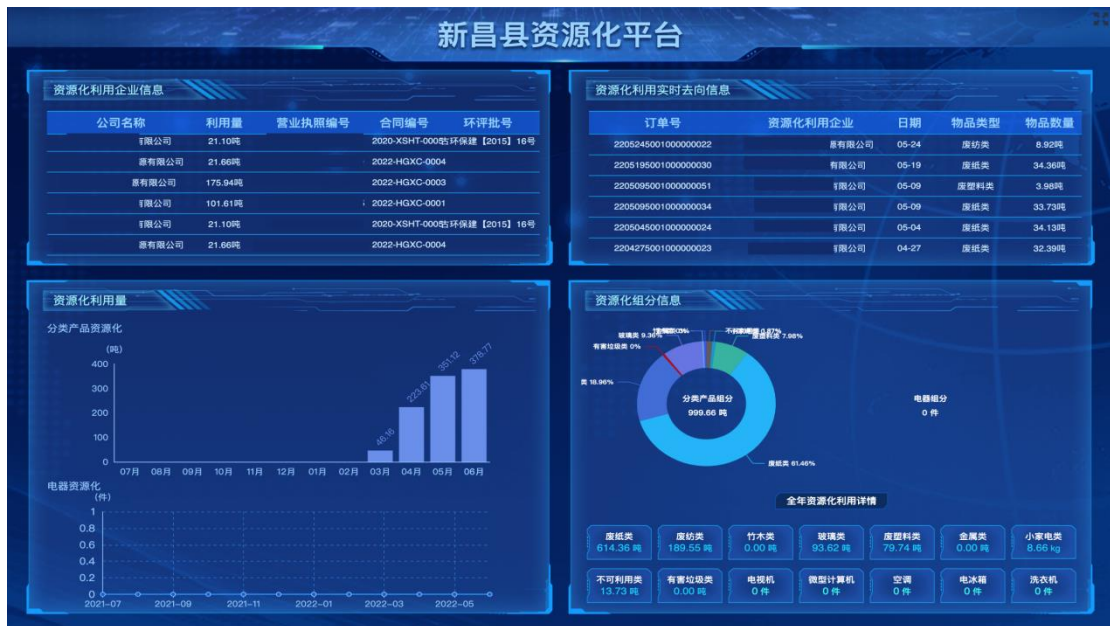 新昌县资源化平台
资源化利用企业信息
公司名称 利用量 营业执照编号 合同编号 环评批号
有限公司 21.10吨 2020-XSHT-0005 环保建【2015】16号
源有限公司 21.66吨 2022-HGXC-0004
源有限公司 175.94吨 2022-HGXC-0003
有限公司 101.61吨 2022-HGXC-0001
有限公司 21.10吨 2020-XSHT-0005 环保建【2015】16号
源有限公司 21.66吨 2022-HGXC-0004
资源化利用实时去向信息
订单号 资源化利用企业 日期 物品类型 物品数量
2205245001000000022 有限公司 05-24 废纺类 8.92吨
2205195001000000030 有限公司 05-19 废纸类 34.36吨
2205095001000000051 有限公司 05-09 废塑料类 3.98吨
2205095001000000034 有限公司 05-09 废纸类 33.73吨
2205045001000000024 有限公司 05-04 废纸类 34.13吨
2204275001000000023 有限公司 04-27 废纸类 32.39吨
资源化利用量
分类产品资源化
(吨)
400
300
200
100
0
46.16 223.61 351.12 378.77
07月 08月 09月 10月 11月 12月 01月 02月 03月 04月 05月 06月
电器资源化
(件)
1
0.8
0.6
0.4
0.2
0
2021-07 2021-09 2021-11 2022-01 2022-03 2022-05
资源化组分信息
玻璃类 9.36%
废塑料类 7.98%
有害垃圾类 0%
类 18.96%
分类产品组分
999.66 吨
废纸类 61.46%
电器组分
0 件
全年资源化利用详情
废纸类 废纺类 竹木类 玻璃类 废塑料类 金属类 小家电类
614.36 吨 189.55 吨 0.00 吨 93.62 吨 79.74 吨 0.00 吨 8.66 kg
不可利用类 有害垃圾类 电视机 微型计算机 空调 电冰箱 洗衣机
13.73 吨 0.00 吨 0 件 0 件 0 件 0 件 0 件